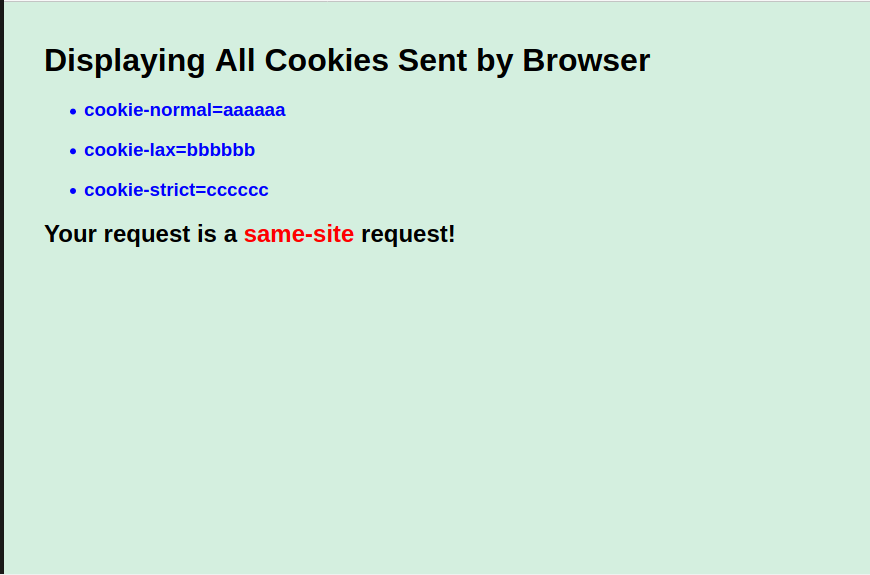 Displaying All Cookies Sent by Browser
cookie-normal=aaaaaa
cookie-lax=bbbbbb
cookie-strict=cccccc
Your request is a same-site request!